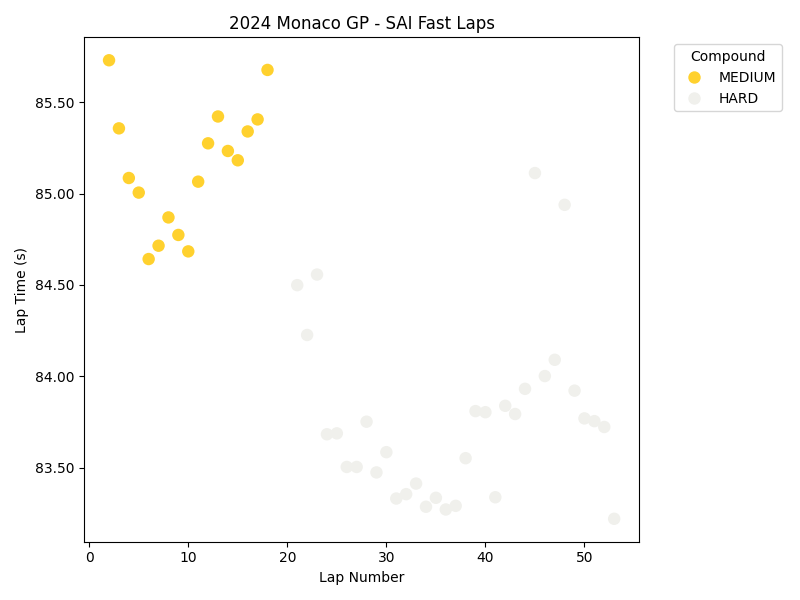 2024 Monaco GP - SAI Fast Laps
Compound
MEDIUM
HARD
Lap Time (s)
85.50
85.00
84.50
84.00
83.50
0 10 20 30 40 50
Lap Number